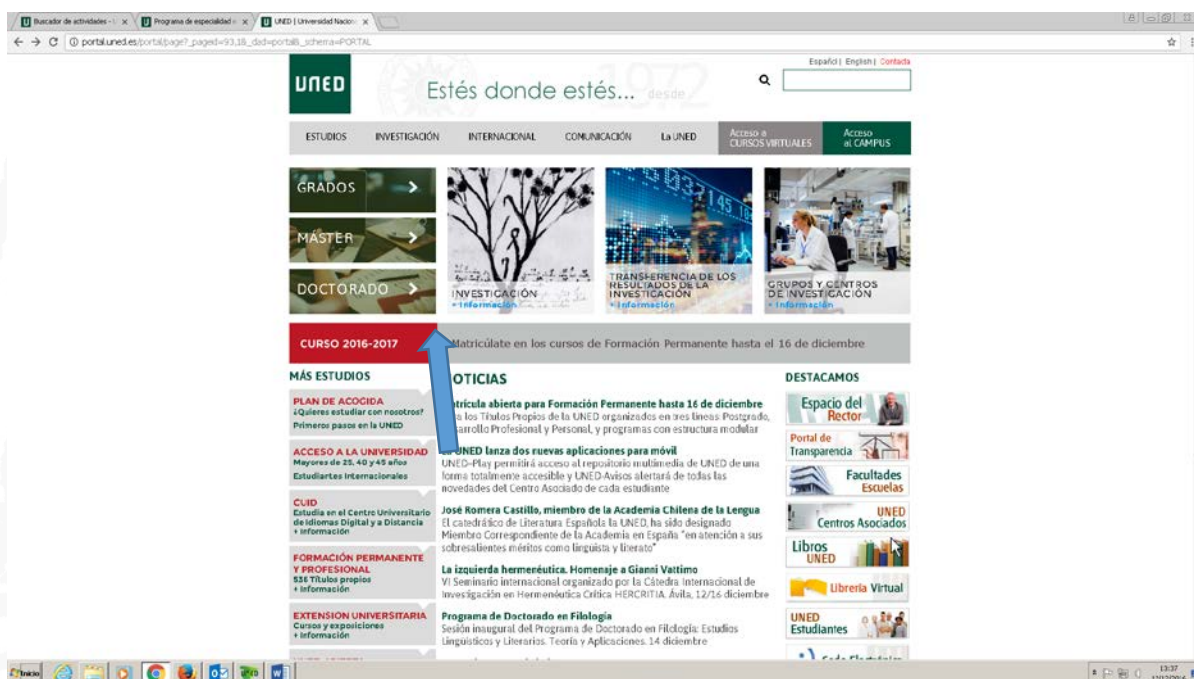 Buscador de actividades -
Programa de especialidad
UNED | Universidad Nacion
portal.uned.es/portal/page?_pageid=93,1&_dad=portal&_schema=PORTAL
Español | English | Contacta
UNED
Estés donde estés...
desde
1972
ESTUDIOS
INVESTIGACIÓN
INTERNACIONAL
COMUNICACIÓN
La UNED
Acceso a
CURSOS VIRTUALES
Acceso
al CAMPUS
GRADOS
MÁSTER
DOCTORADO
INVESTIGACIÓN
+ Información
TRANSFERENCIA DE LOS
RESULTADOS DE LA
INVESTIGACIÓN
+ Información
GRUPOS Y CENTROS
DE INVESTIGACIÓN
+ Información
CURSO 2016-2017
Matricúlate en los cursos de Formación Permanente hasta el 16 de diciembre
MÁS ESTUDIOS
PLAN DE ACOGIDA
¿Quieres estudiar con nosotros?
Primeros pasos en la UNED
ACCESO A LA UNIVERSIDAD
Mayores de 25, 40 y 45 años
Estudiantes Internacionales
CUID
Estudia en el Centro Universitario
de Idiomas Digital y a Distancia
+ Información
FORMACIÓN PERMANENTE
Y PROFESIONAL
536 Títulos propios
+ Información
EXTENSIÓN UNIVERSITARIA
Cursos y exposiciones
+ Información
OTICIAS
trícula abierta para Formación Permanente hasta 16 de diciembre
a los Títulos Propios de la UNED organizados en tres líneas: Postgrado,
sarrollo Profesional y Personal, y programas con estructura modular
UNED lanza dos nuevas aplicaciones para móvil
UNED-Play permitirá acceso al repositorio multimedia de UNED de una
forma totalmente accesible y UNED-Avisos alertará de todas las
novedades del Centro Asociado de cada estudiante
José Romera Castillo, miembro de la Academia Chilena de la Lengua
El catedrático de Literatura Española la UNED, ha sido designado
Miembro Correspondiente de la Academia en España "en atención a sus
sobresalientes méritos como lingüista y literato"
La izquierda hermenéutica. Homenaje a Gianni Vattimo
VI Seminario internacional organizado por la Cátedra Internacional de
Investigación en Hermenéutica Crítica HERCRITIA. Ávila, 12/16 diciembre
Programa de Doctorado en Filología
Sesión inaugural del Programa de Doctorado en Filología: Estudios
Lingüísticos y Literarios. Teoría y Aplicaciones. 14 diciembre
DESTACAMOS
Espacio del
Rector
Portal de
Transparencia
Facultades
Escuelas
UNED
Centros Asociados
Libros
UNED
Librería Virtual
UNED
Estudiantes
Inicio
13:37
12/12/2016